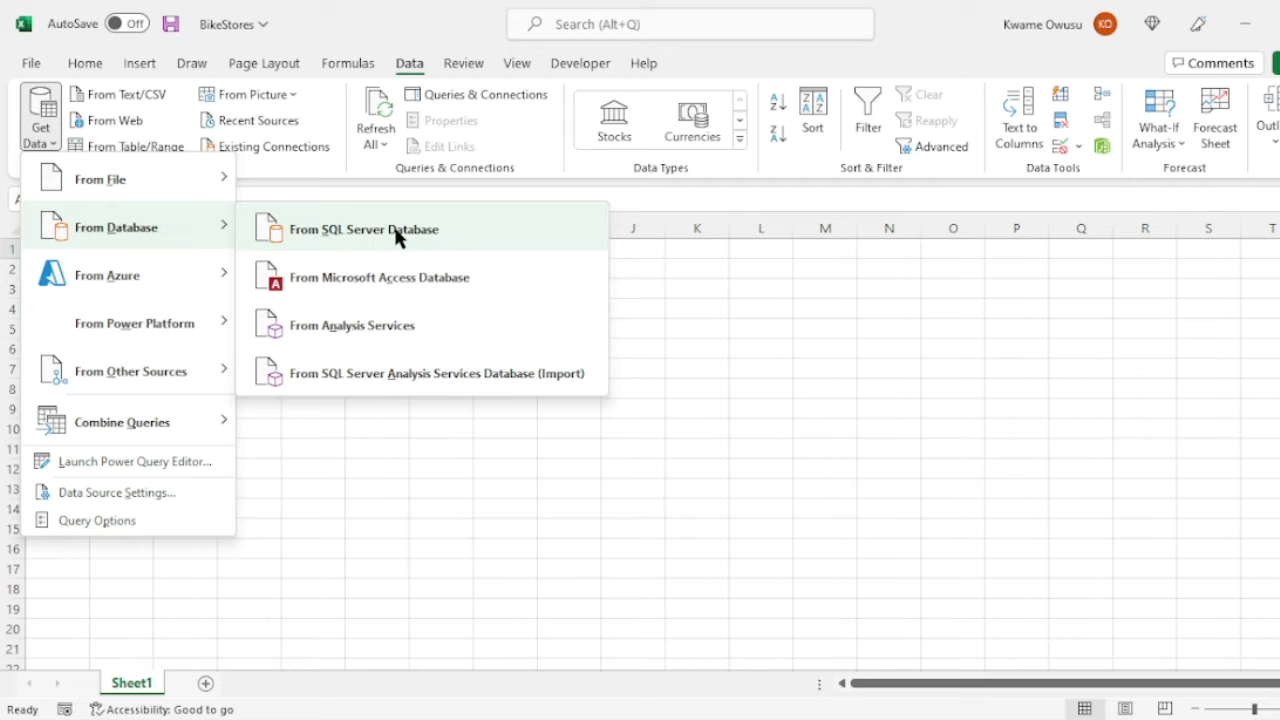 AutoSave Off BikeStores Search (Alt+Q) Kwame Owusu KO
File Home Insert Draw Page Layout Formulas Data Review View Developer Help Comments
Get Data
From Text/CSV
From Web
From Table/Range
From Picture
Recent Sources
Existing Connections
Refresh All
Queries & Connections
Properties
Edit Links
Queries & Connections
Stocks
Currencies
Data Types
Sort
Filter
Clear
Reapply
Advanced
Sort & Filter
Text to Columns
Data Tools
What-If Analysis
Forecast Sheet
Forecast
From File
From Database
From Azure
From Power Platform
From Other Sources
Combine Queries
Launch Power Query Editor...
Data Source Settings...
Query Options
From SQL Server Database
From Microsoft Access Database
From Analysis Services
From SQL Server Analysis Services Database (Import)
J K L M N O P Q R S T
1
2
3
4
5
6
7
8
9
10
11
12
13
14
15
16
17
18
19
20
21
22
Sheet1
Ready Accessibility: Good to go